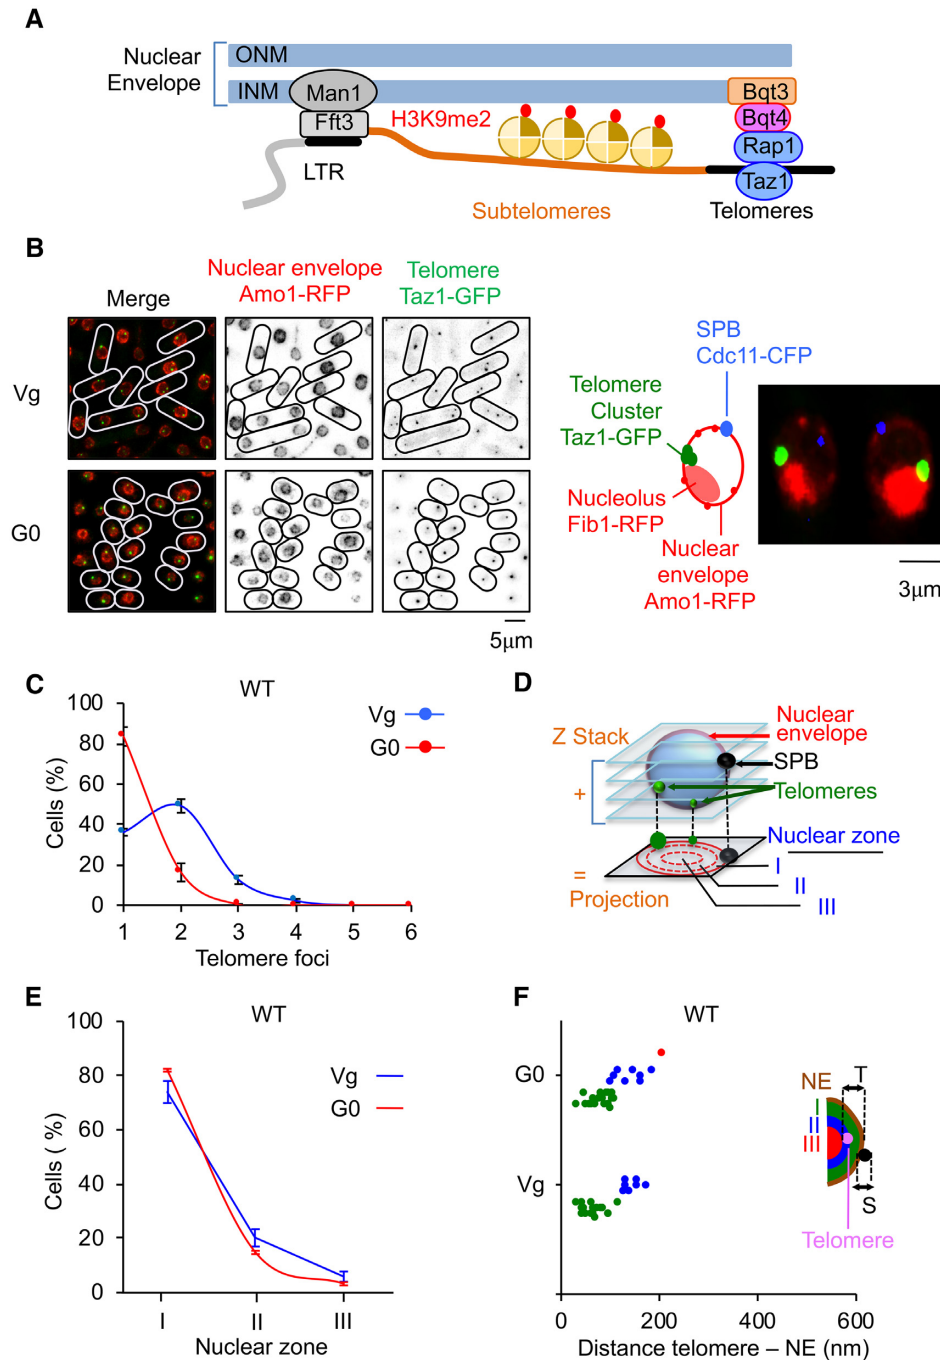 A
Nuclear
Envelope
ONM
INM
Man1
Fft3
H3K9me2
LTR
Subtelomeres
Telomeres
Bqt3
Bqt4
Rap1
Taz1
B
Merge
Nuclear envelope
Amo1-RFP
Telomere
Taz1-GFP
Vg
G0
5µm
SPB
Cdc11-CFP
Telomere
Cluster
Taz1-GFP
Nucleolus
Fib1-RFP
Nuclear
envelope
Amo1-RFP
3µm
C
WT
Vg
G0
Cells (%)
100
80
60
40
20
0
1 2 3 4 5 6
Telomere foci
D
Z Stack
+
=
Projection
Nuclear
envelope
SPB
Telomeres
Nuclear zone
I
II
III
E
WT
Vg
G0
Cells ( %)
100
80
60
40
20
0
I II III
Nuclear zone
F
WT
G0
Vg
NE
I
II
III
T
S
Telomere
0 200 400 600
Distance telomere – NE (nm)